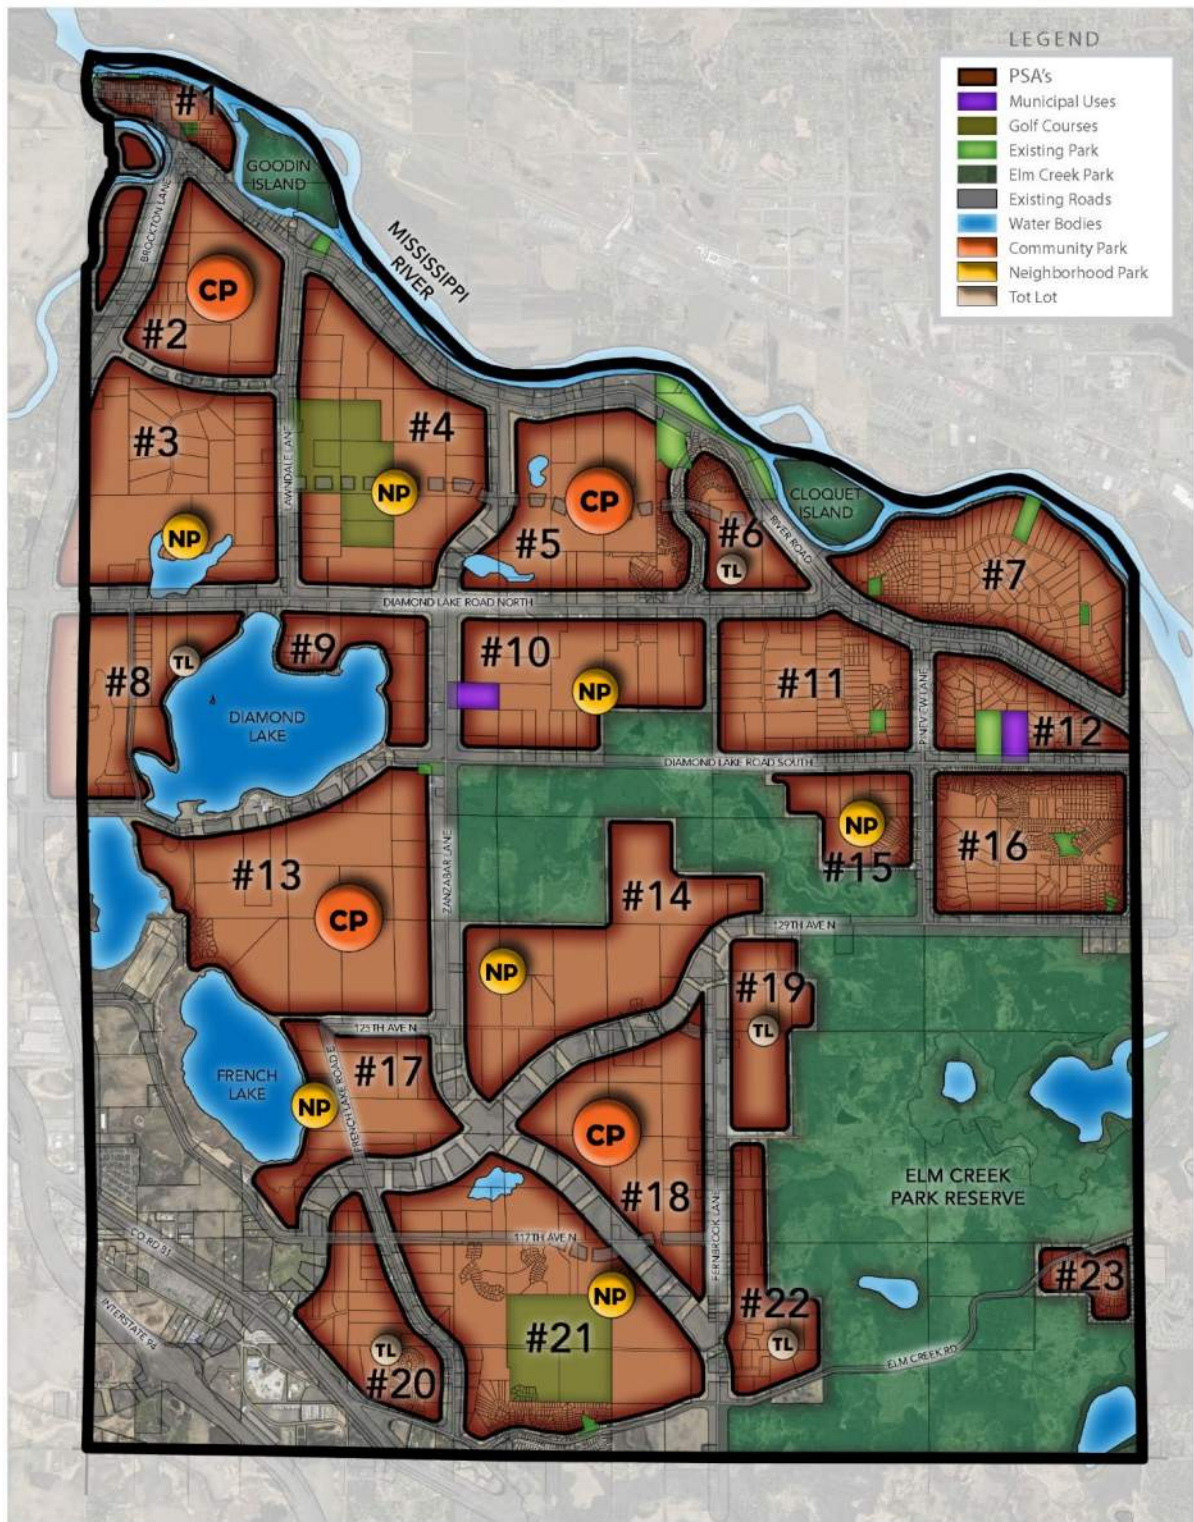 LEGEND
PSA's
Municipal Uses
Golf Courses
Existing Park
Elm Creek Park
Existing Roads
Water Bodies
Community Park
Neighborhood Park
Tot Lot
#1
GOODIN
ISLAND
BROCKTON LANE
MISSISSIPPI
RIVER
CP
#2
#3
#4
LAWNDALE LANE
NP
NP
CP
#5
#6
TL
RIVER ROAD
CLOQUET
ISLAND
#7
DIAMOND LAKE ROAD NORTH
#8
TL
#9
DIAMOND
LAKE
#10
NP
#11
PINEVIEW LANE
#12
DIAMOND LAKE ROAD SOUTH
#13
CP
ZANZABAR LANE
#14
NP
NP
#15
#16
129TH AVE N
#19
TL
125TH AVE N
FRENCH
LAKE
NP
#17
FRENCH LAKE ROAD E
CP
#18
FERNBROOK LANE
ELM CREEK
PARK RESERVE
117TH AVE N
CO RD 81
INTERSTATE 94
TL
#20
NP
#21
#22
TL
#23
ELM CREEK RD